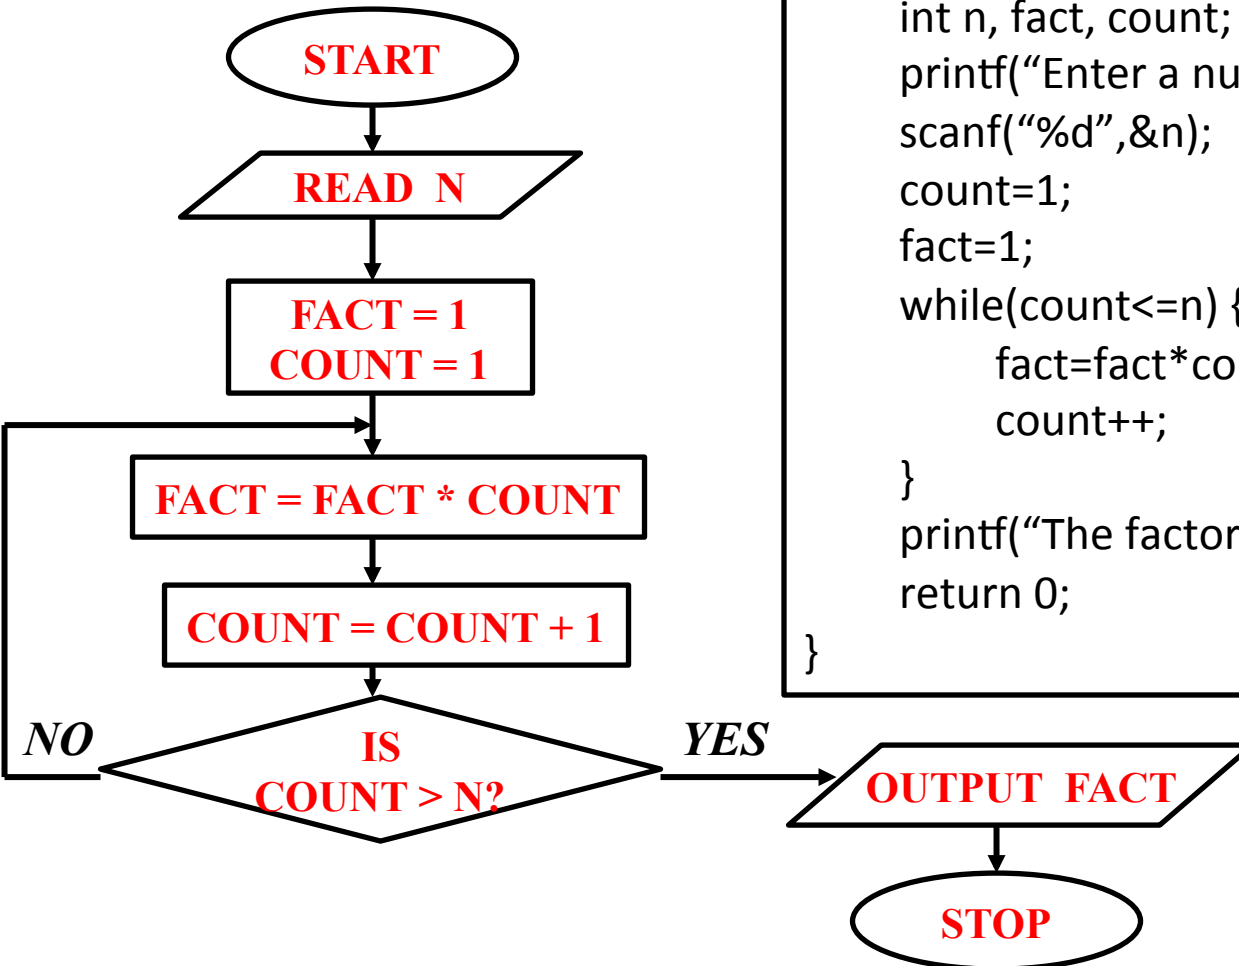 START
READ N
FACT = 1
COUNT = 1
FACT = FACT * COUNT
COUNT = COUNT + 1
IS
COUNT > N?
NO
YES
OUTPUT FACT
STOP
int n, fact, count;
printf(“Enter a nu
scanf(“%d”,&n);
count=1;
fact=1;
while(count<=n) {
fact=fact*co
count++;
}
printf(“The factor
return 0;
}